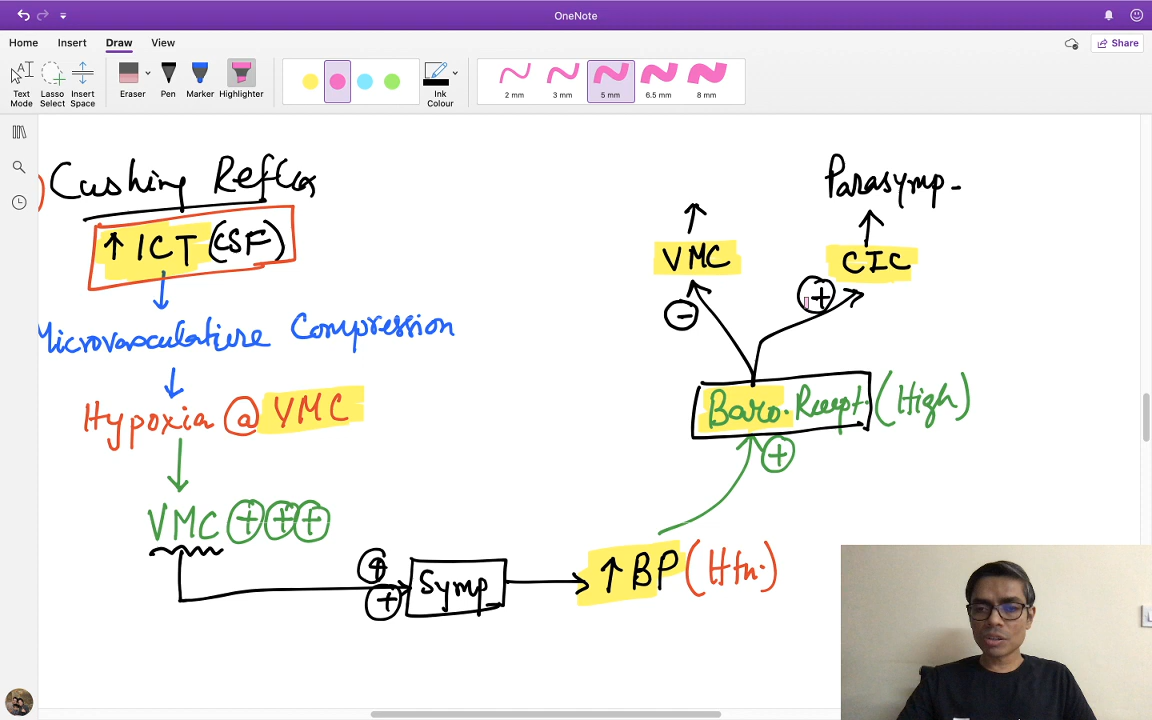 OneNote
Home Insert Draw View
Share
Text Mode
Lasso Select
Insert Space
Eraser
Pen
Marker
Highlighter
Ink Colour
2 mm
3 mm
5 mm
6.5 mm
8 mm
Cushing Reflex
↑ ICT (CSF)
Microvasculature Compression
Hypoxia @ VMC
VMC + + +
+
+
Symp
↑ BP (Htn.)
+
Baro. Recept. (High)
-
+
VMC
CIC
Parasymp.